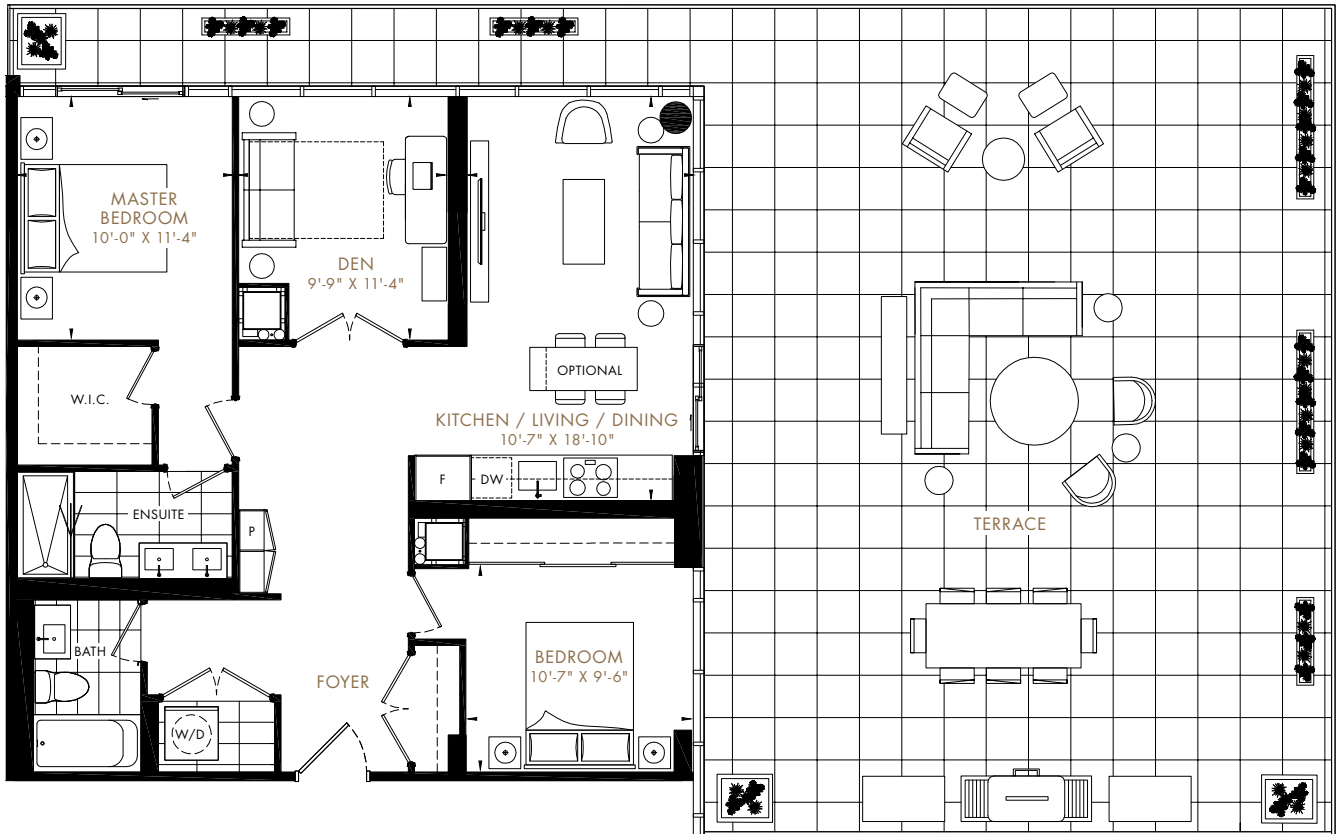 MASTER
BEDROOM
10'-0" X 11'-4"
DEN
9'-9" X 11'-4"
OPTIONAL
W.I.C.
KITCHEN / LIVING / DINING
10'-7" X 18'-10"
F
DW
ENSUITE
P
TERRACE
BATH
BEDROOM
10'-7" X 9'-6"
FOYER
W/D